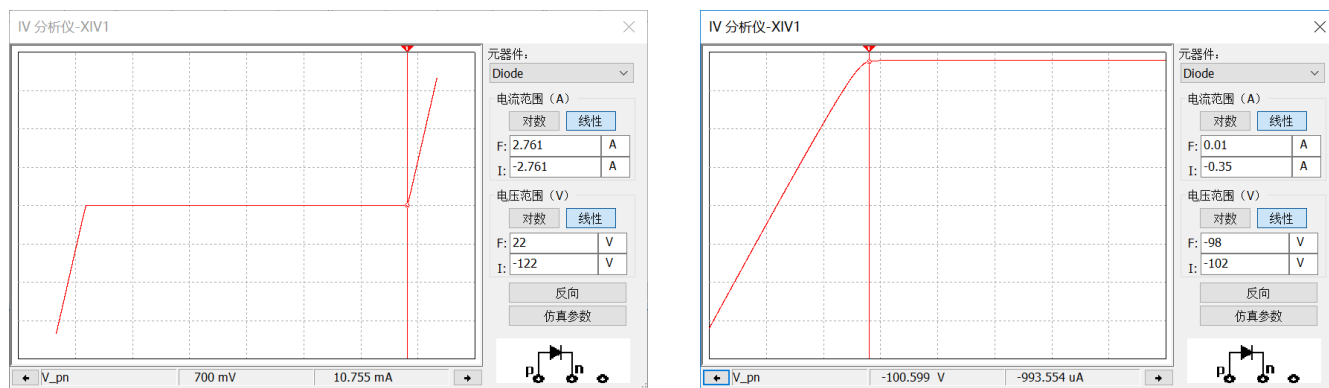 IV 分析仪-XIV1
元器件：
Diode
电流范围（A）
对数 线性
F: 2.761 A
I: -2.761 A
电压范围（V）
对数 线性
F: 22 V
I: -122 V
反向
仿真参数
p n
V_pn 700 mV 10.755 mA
IV 分析仪-XIV1
元器件：
Diode
电流范围（A）
对数 线性
F: 0.01 A
I: -0.35 A
电压范围（V）
对数 线性
F: -98 V
I: -102 V
反向
仿真参数
p n
V_pn -100.599 V -993.554 uA